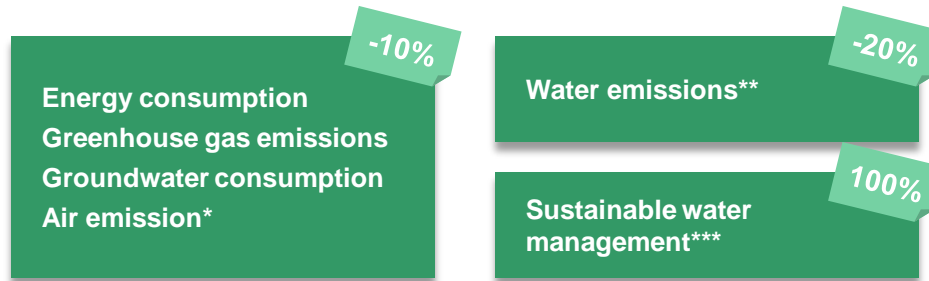 -10%
Energy consumption
Greenhouse gas emissions
Groundwater consumption
Air emission*
-20%
Water emissions**
100%
Sustainable water
management***